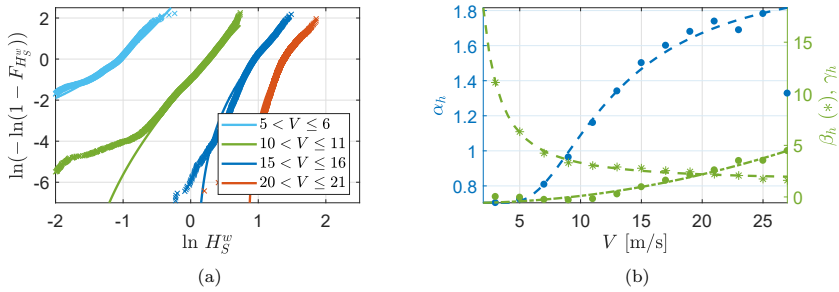 ln(− ln(1 − F_{H_S^w}))
2
0
-2
-4
-6
-2
-1
0
1
2
ln H_S^w
5 < V ≤ 6
10 < V ≤ 11
15 < V ≤ 16
20 < V ≤ 21
(a)
α_h
1.8
1.6
1.4
1.2
1
0.8
5
10
15
20
25
V [m/s]
15
10
5
0
β_h (*), γ_h
(b)